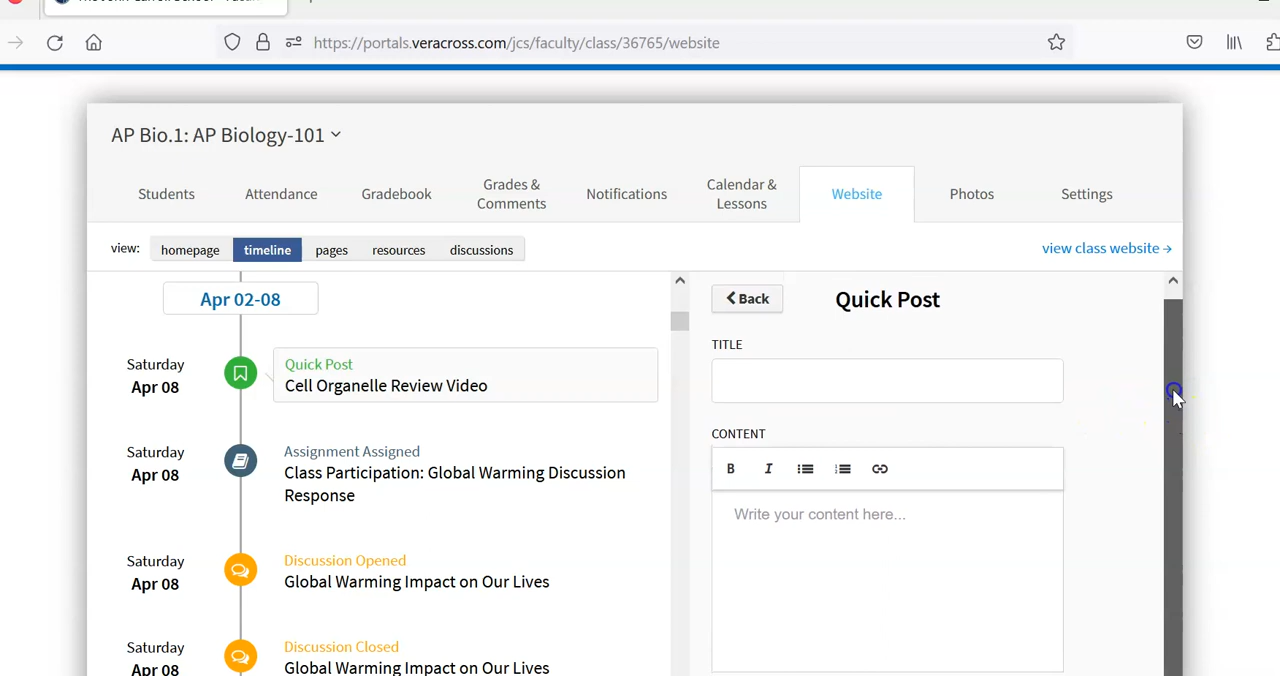 https://portals.veracross.com/jcs/faculty/class/36765/website
AP Bio.1: AP Biology-101
Students
Attendance
Gradebook
Grades &
Comments
Notifications
Calendar &
Lessons
Website
Photos
Settings
view:
homepage
timeline
pages
resources
discussions
view class website →
Apr 02-08
Saturday
Apr 08
Quick Post
Cell Organelle Review Video
Saturday
Apr 08
Assignment Assigned
Class Participation: Global Warming Discussion
Response
Saturday
Apr 08
Discussion Opened
Global Warming Impact on Our Lives
Saturday
Apr 08
Discussion Closed
Global Warming Impact on Our Lives
Back
Quick Post
TITLE
CONTENT
B I
Write your content here...